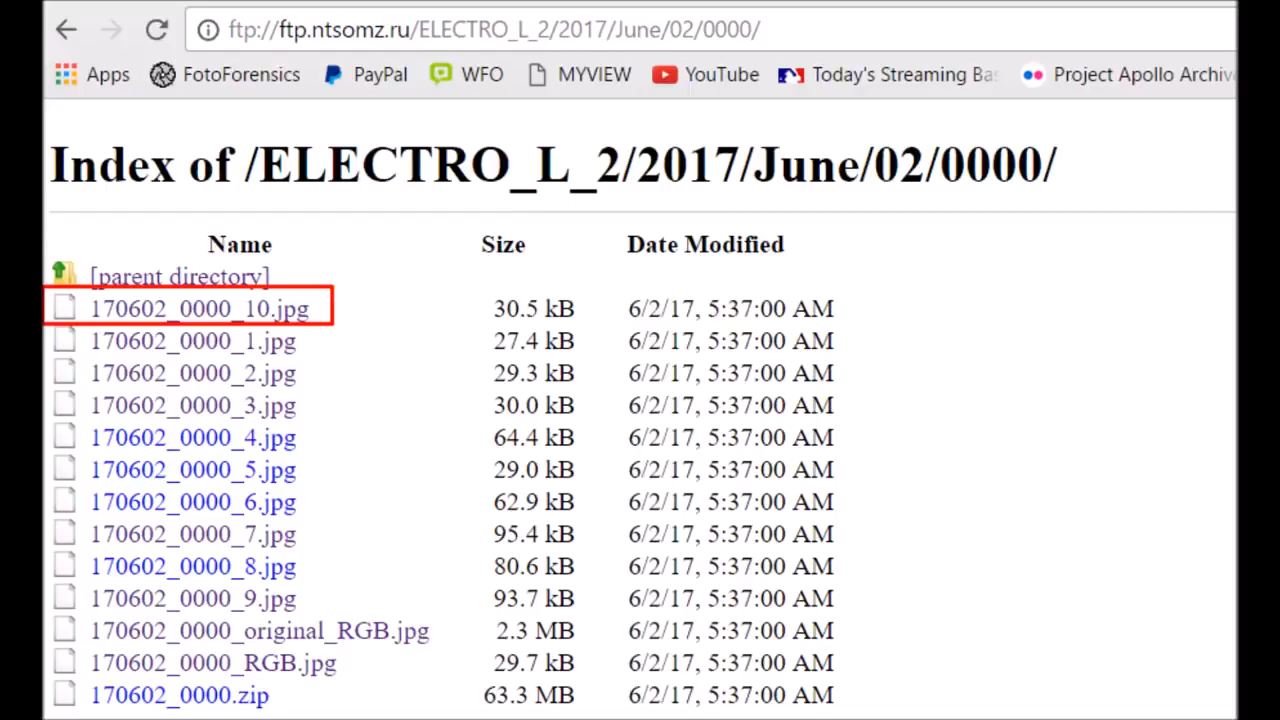 ftp://ftp.ntsomz.ru/ELECTRO_L_2/2017/June/02/0000/
Apps FotoForensics PayPal WFO MYVIEW YouTube Today's Streaming Bas Project Apollo Archiv
Index of /ELECTRO_L_2/2017/June/02/0000/
Name Size Date Modified
[parent directory]
170602_0000_10.jpg 30.5 kB 6/2/17, 5:37:00 AM
170602_0000_1.jpg 27.4 kB 6/2/17, 5:37:00 AM
170602_0000_2.jpg 29.3 kB 6/2/17, 5:37:00 AM
170602_0000_3.jpg 30.0 kB 6/2/17, 5:37:00 AM
170602_0000_4.jpg 64.4 kB 6/2/17, 5:37:00 AM
170602_0000_5.jpg 29.0 kB 6/2/17, 5:37:00 AM
170602_0000_6.jpg 62.9 kB 6/2/17, 5:37:00 AM
170602_0000_7.jpg 95.4 kB 6/2/17, 5:37:00 AM
170602_0000_8.jpg 80.6 kB 6/2/17, 5:37:00 AM
170602_0000_9.jpg 93.7 kB 6/2/17, 5:37:00 AM
170602_0000_original_RGB.jpg 2.3 MB 6/2/17, 5:37:00 AM
170602_0000_RGB.jpg 29.7 kB 6/2/17, 5:37:00 AM
170602_0000.zip 63.3 MB 6/2/17, 5:37:00 AM